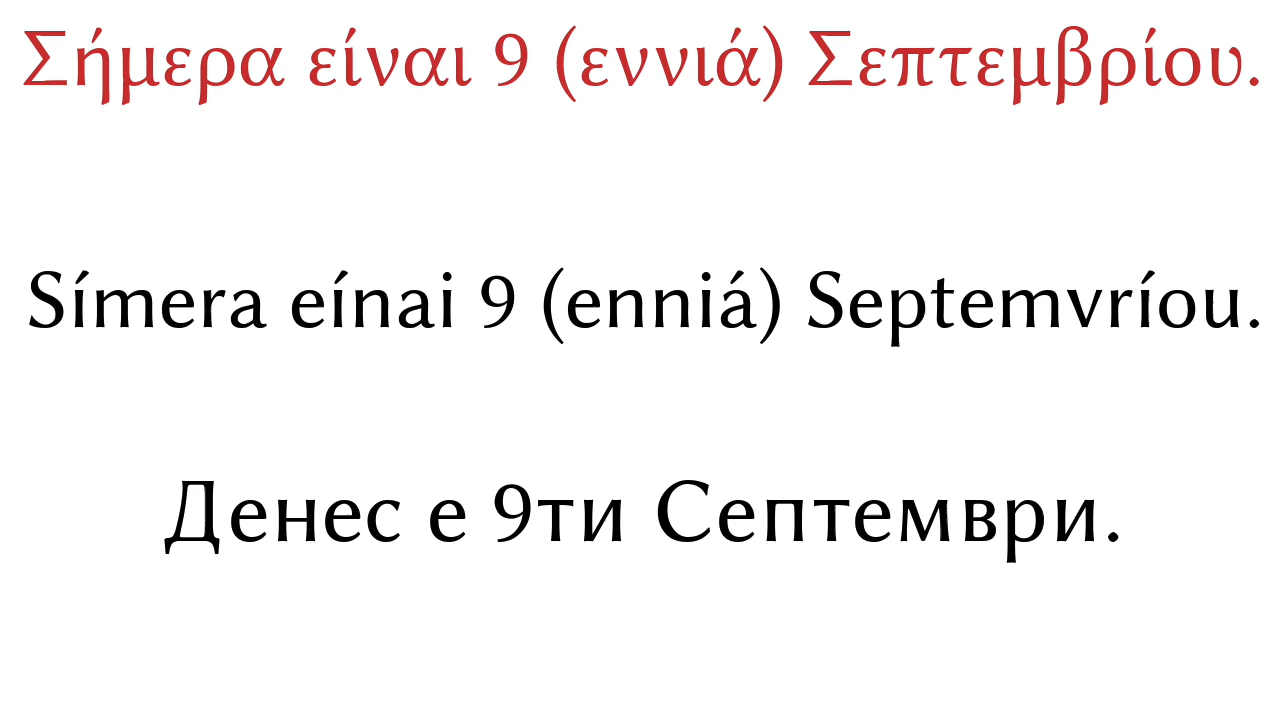 Σήμερα είναι 9 (εννιά) Σεπτεμβρίου.
Símera eínai 9 (enniá) Septemvríou.
Денес е 9ти Септември.